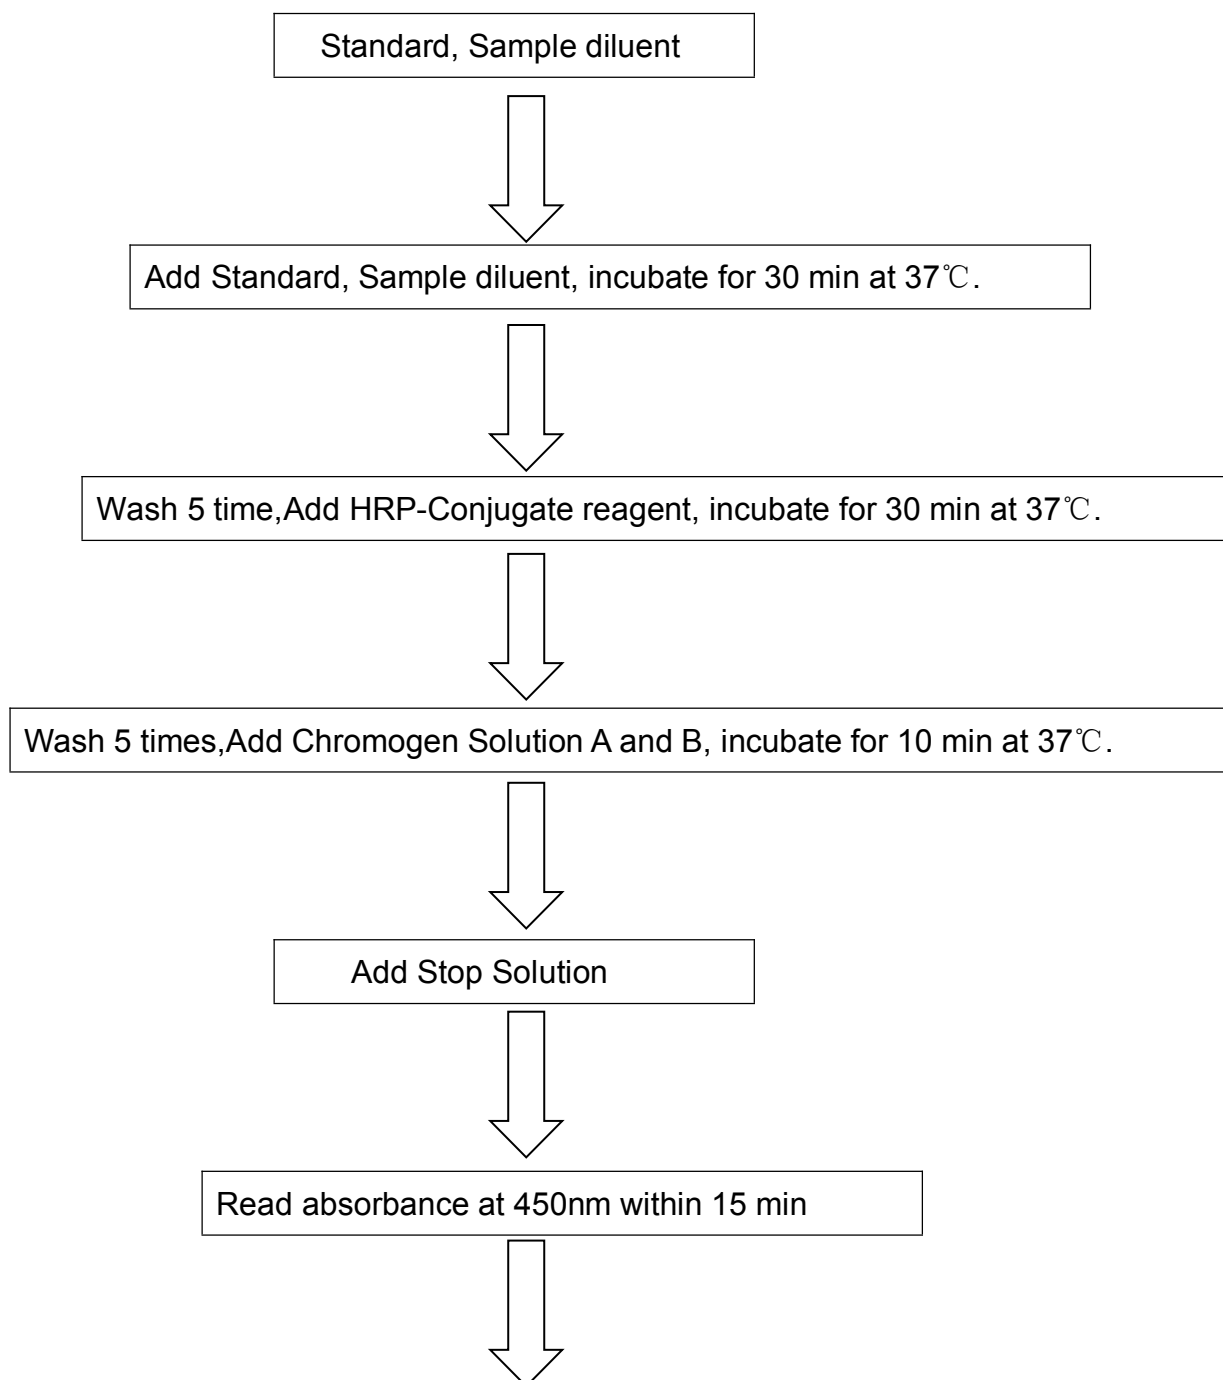 Standard, Sample diluent
Add Standard, Sample diluent, incubate for 30 min at 37℃.
Wash 5 time,Add HRP-Conjugate reagent, incubate for 30 min at 37℃.
Wash 5 times,Add Chromogen Solution A and B, incubate for 10 min at 37℃.
Add Stop Solution
Read absorbance at 450nm within 15 min